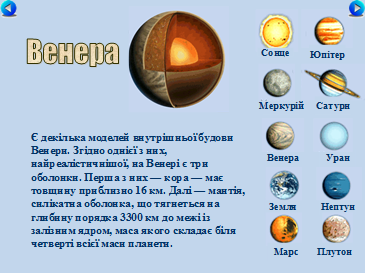 Венера
Є декілька моделей внутрішньої будови
Венери. Згідно однієї з них,
найреалістичнішої, на Венері є три
оболонки. Перша з них — кора — має
товщину приблизно 16 км. Далі — мантія,
силікатна оболонка, що тягнеться на
глибину порядка 3300 км до межі із
залізним ядром, маса якого складає біля
четверті всієї маси планети.
Сонце Юпітер
Меркурій Сатурн
Венера Уран
Земля Нептун
Марс Плутон